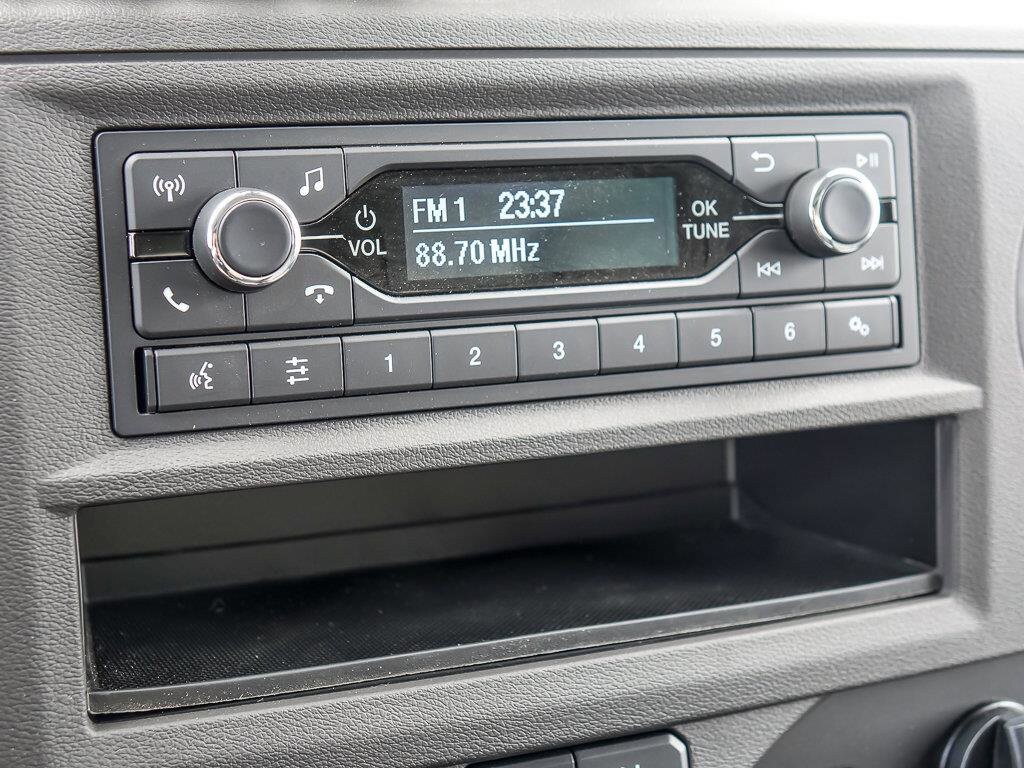 FM 1 23:37
88.70 MHz
VOL
OK
TUNE
1 2 3 4 5 6